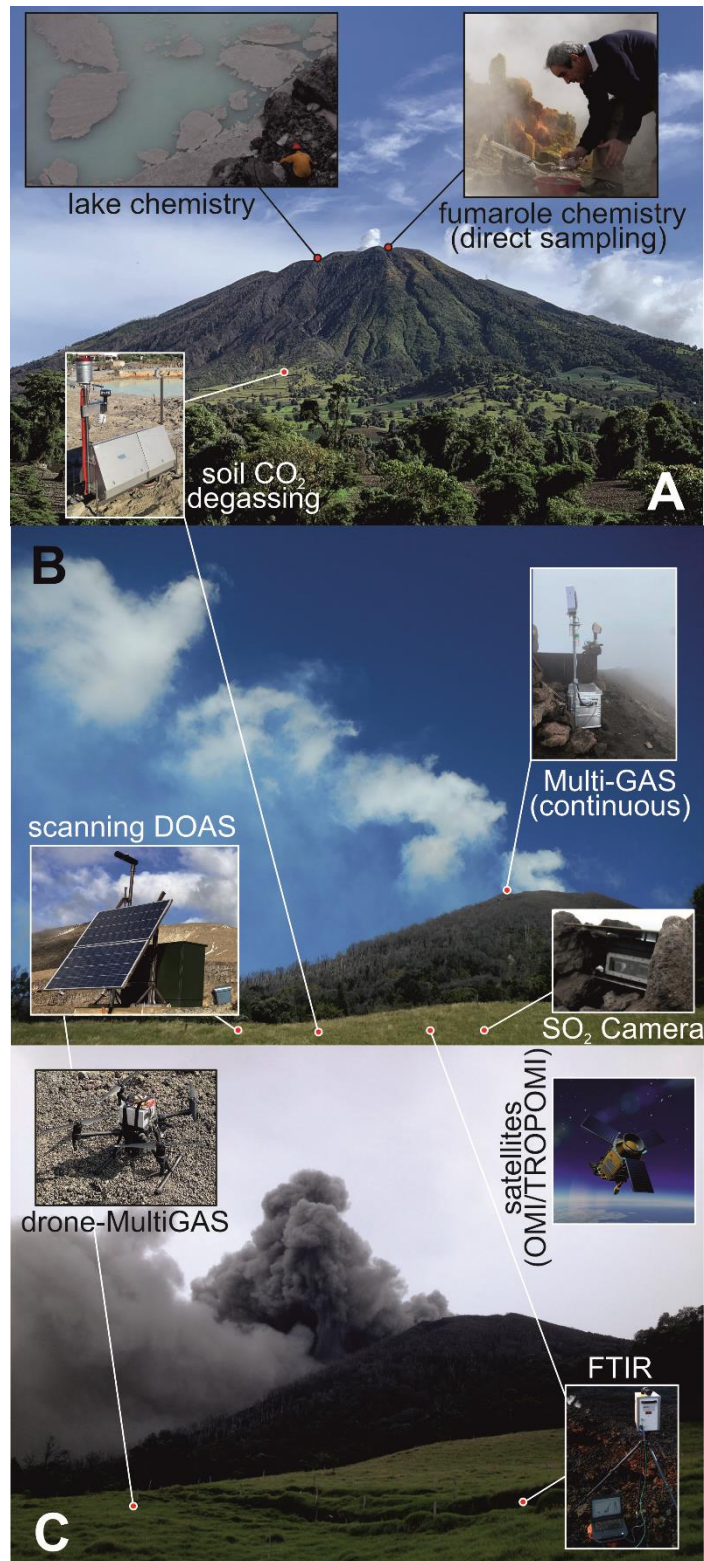 lake chemistry
fumarole chemistry
(direct sampling)
soil CO₂
degassing
A
B
Multi-GAS
(continuous)
scanning DOAS
SO₂ Camera
satellites
(OMI/TROPOMI)
drone-MultiGAS
FTIR
C